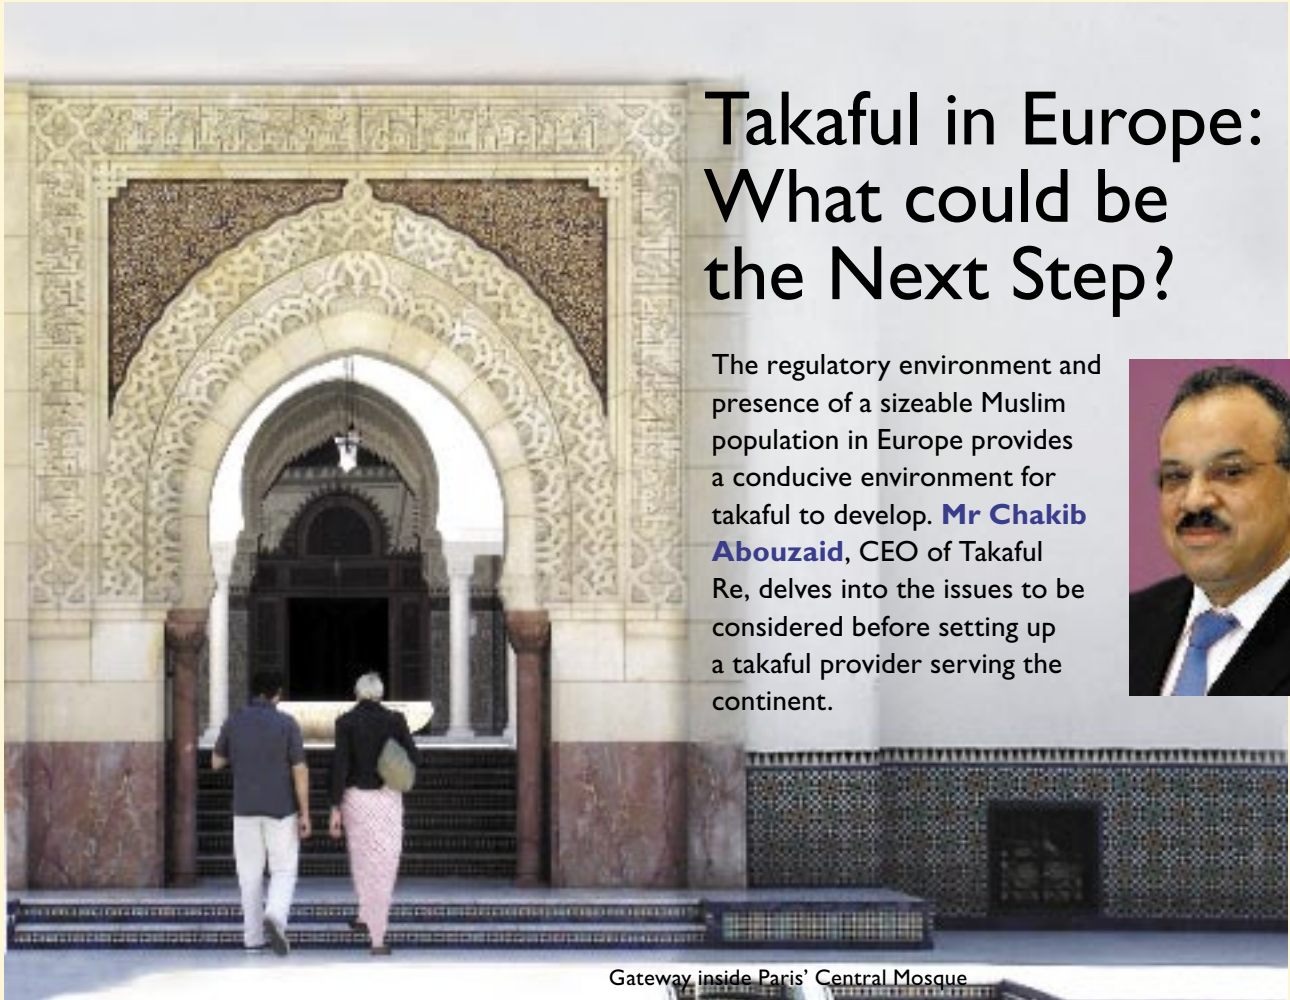 Takaful in Europe:
What could be
the Next Step?
The regulatory environment and
presence of a sizeable Muslim
population in Europe provides
a conducive environment for
takaful to develop. Mr Chakib
Abouzaid, CEO of Takaful
Re, delves into the issues to be
considered before setting up
a takaful provider serving the
continent.
Gateway inside Paris’ Central Mosque